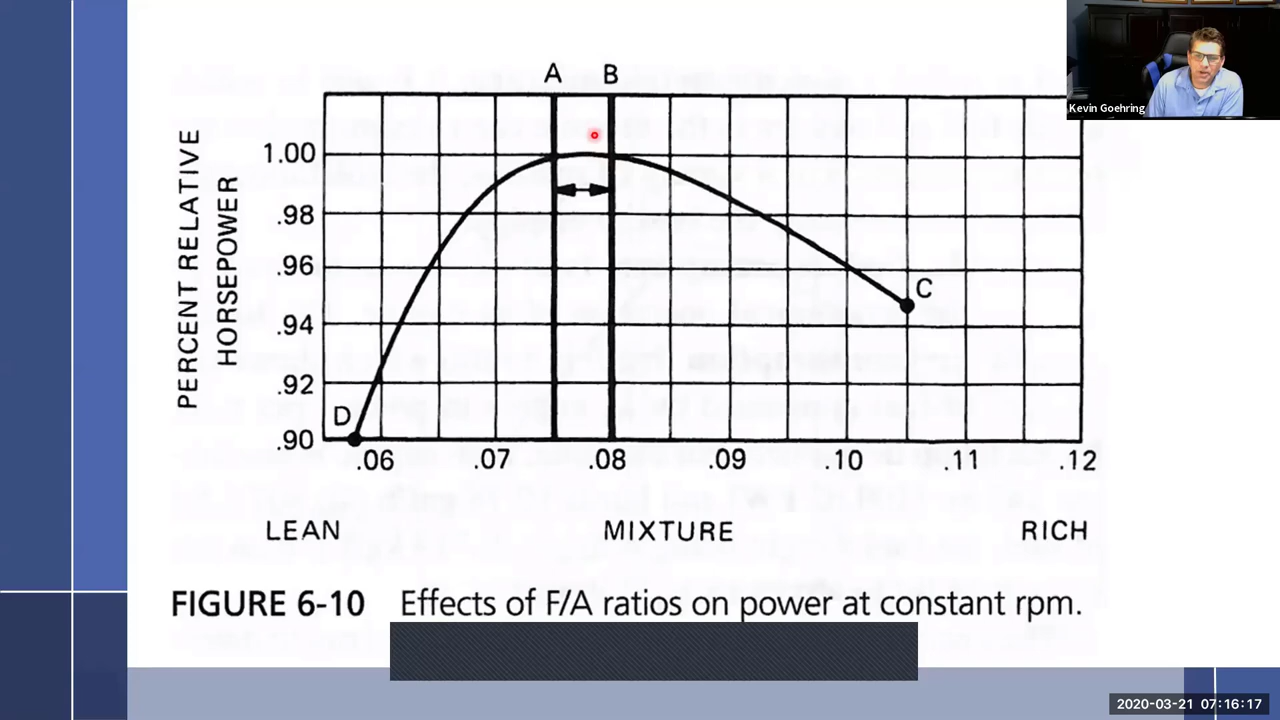 Kevin Goehring
A B
PERCENT RELATIVE
HORSEPOWER
1.00
.98
.96
.94
.92
.90
C
D
.06 .07 .08 .09 .10 .11 .12
LEAN MIXTURE RICH
FIGURE 6-10 Effects of F/A ratios on power at constant rpm.
2020-03-21 07:16:17